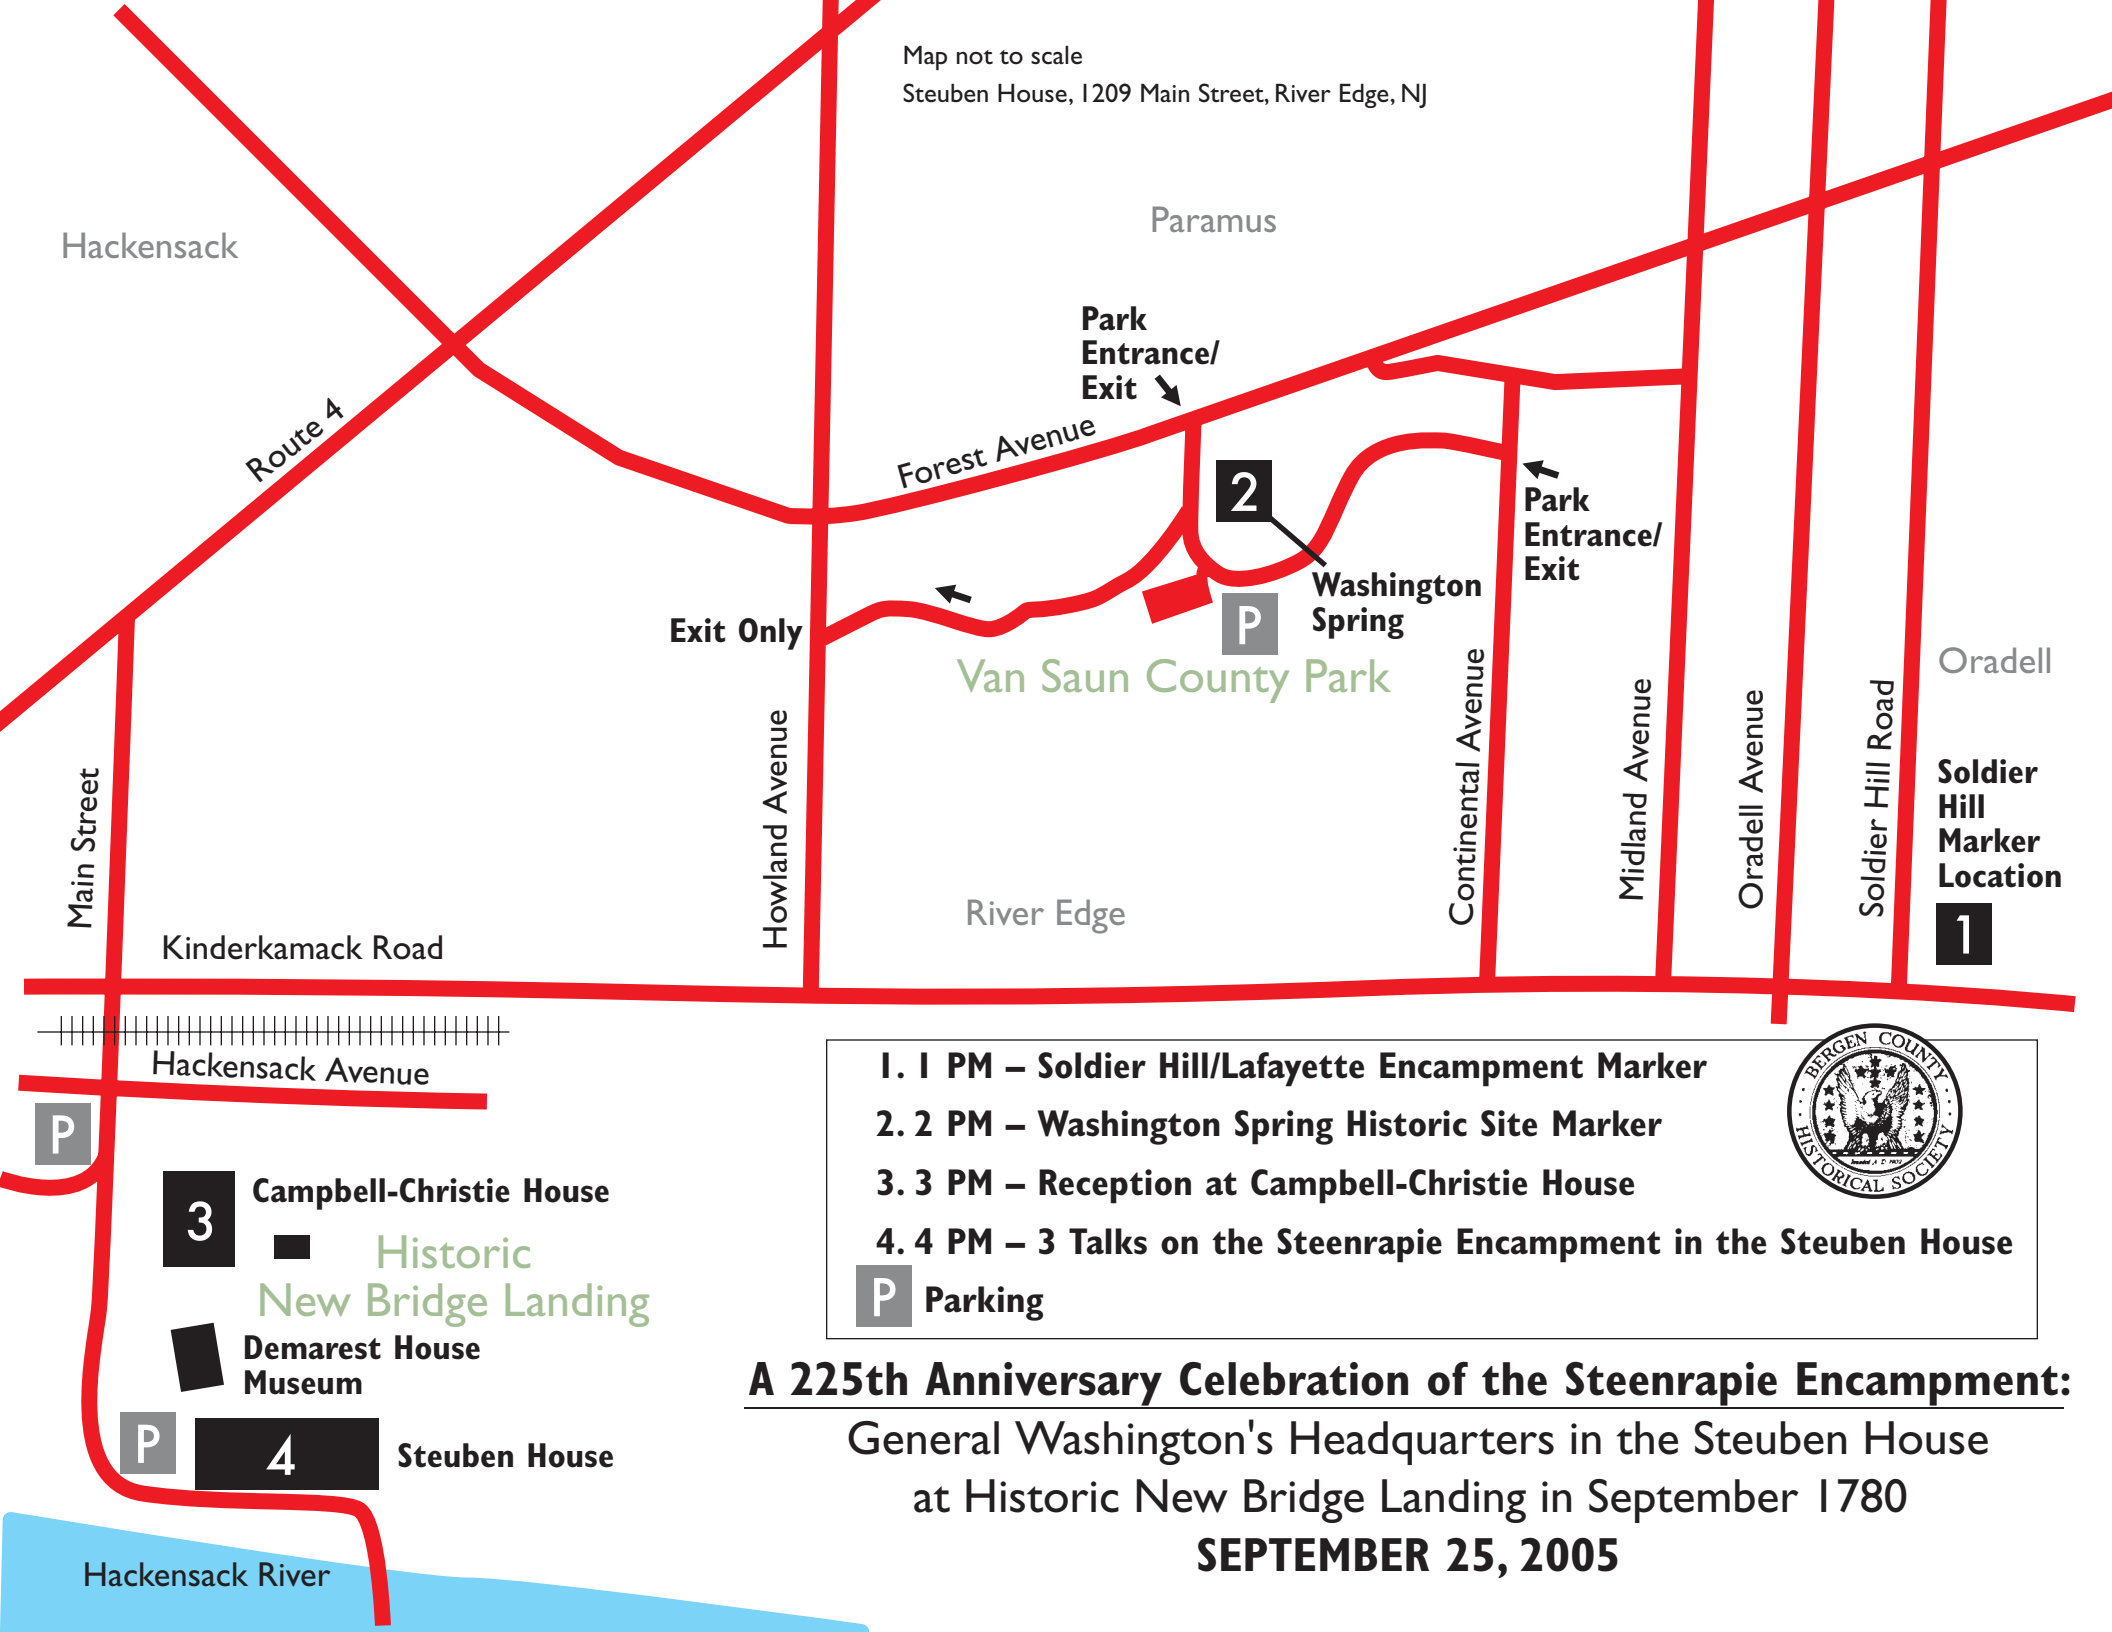 Map not to scale
Steuben House, 1209 Main Street, River Edge, NJ
Hackensack
Paramus
Park
Entrance/
Exit
Route 4
Forest Avenue
2
Park
Entrance/
Exit
Washington
Spring
Exit Only
P
Van Saun County Park
Oradell
Main Street
Howland Avenue
Continental Avenue
Midland Avenue
Oradell Avenue
Soldier Hill Road
Soldier
Hill
Marker
Location
1
River Edge
Kinderkamack Road
Hackensack Avenue
P
3
Campbell-Christie House
Historic
New Bridge Landing
Demarest House
Museum
P
4
Steuben House
Hackensack River
1. 1 PM – Soldier Hill/Lafayette Encampment Marker
2. 2 PM – Washington Spring Historic Site Marker
3. 3 PM – Reception at Campbell-Christie House
4. 4 PM – 3 Talks on the Steenrapie Encampment in the Steuben House
P Parking
BERGEN COUNTY
HISTORICAL SOCIETY
founded A. D. 1902
A 225th Anniversary Celebration of the Steenrapie Encampment:
General Washington's Headquarters in the Steuben House
at Historic New Bridge Landing in September 1780
SEPTEMBER 25, 2005